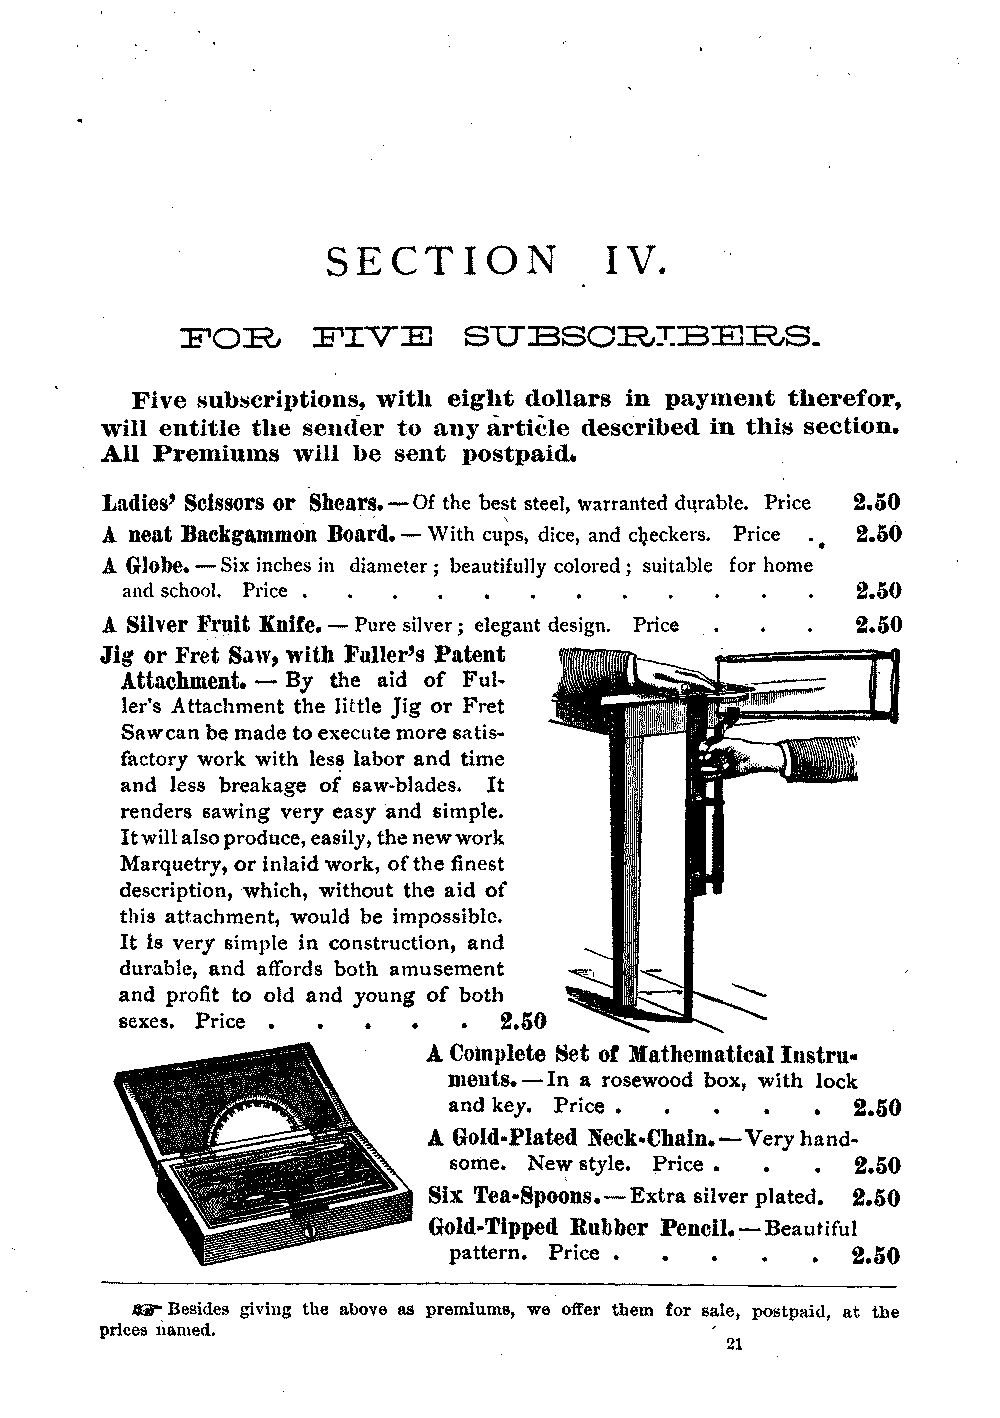 SECTION IV.
FOR FIVE SUBSCRIBERS.
Five subscriptions, with eight dollars in payment therefor,
will entitle the sender to any article described in this section.
All Premiums will be sent postpaid.
Ladies' Scissors or Shears. — Of the best steel, warranted durable. Price 2.50
A neat Backgammon Board. — With cups, dice, and checkers. Price . . 2.50
A Globe. — Six inches in diameter; beautifully colored; suitable for home
and school. Price . . . . . . . . . . . . 2.50
A Silver Fruit Knife. — Pure silver; elegant design. Price . . . 2.50
Jig or Fret Saw, with Fuller's Patent
Attachment. — By the aid of Ful-
ler's Attachment the little Jig or Fret
Saw can be made to execute more satis-
factory work with less labor and time
and less breakage of saw-blades. It
renders sawing very easy and simple.
It will also produce, easily, the new work
Marquetry, or inlaid work, of the finest
description, which, without the aid of
this attachment, would be impossible.
It is very simple in construction, and
durable, and affords both amusement
and profit to old and young of both
sexes. Price . . . . . 2.50
A Complete Set of Mathematical Instru-
ments. — In a rosewood box, with lock
and key. Price . . . . . 2.50
A Gold-Plated Neck-Chain. — Very hand-
some. New style. Price . . . 2.50
Six Tea-Spoons. — Extra silver plated. 2.50
Gold-Tipped Rubber Pencil. — Beautiful
pattern. Price . . . . . 2.50
☞ Besides giving the above as premiums, we offer them for sale, postpaid, at the
prices named.
21